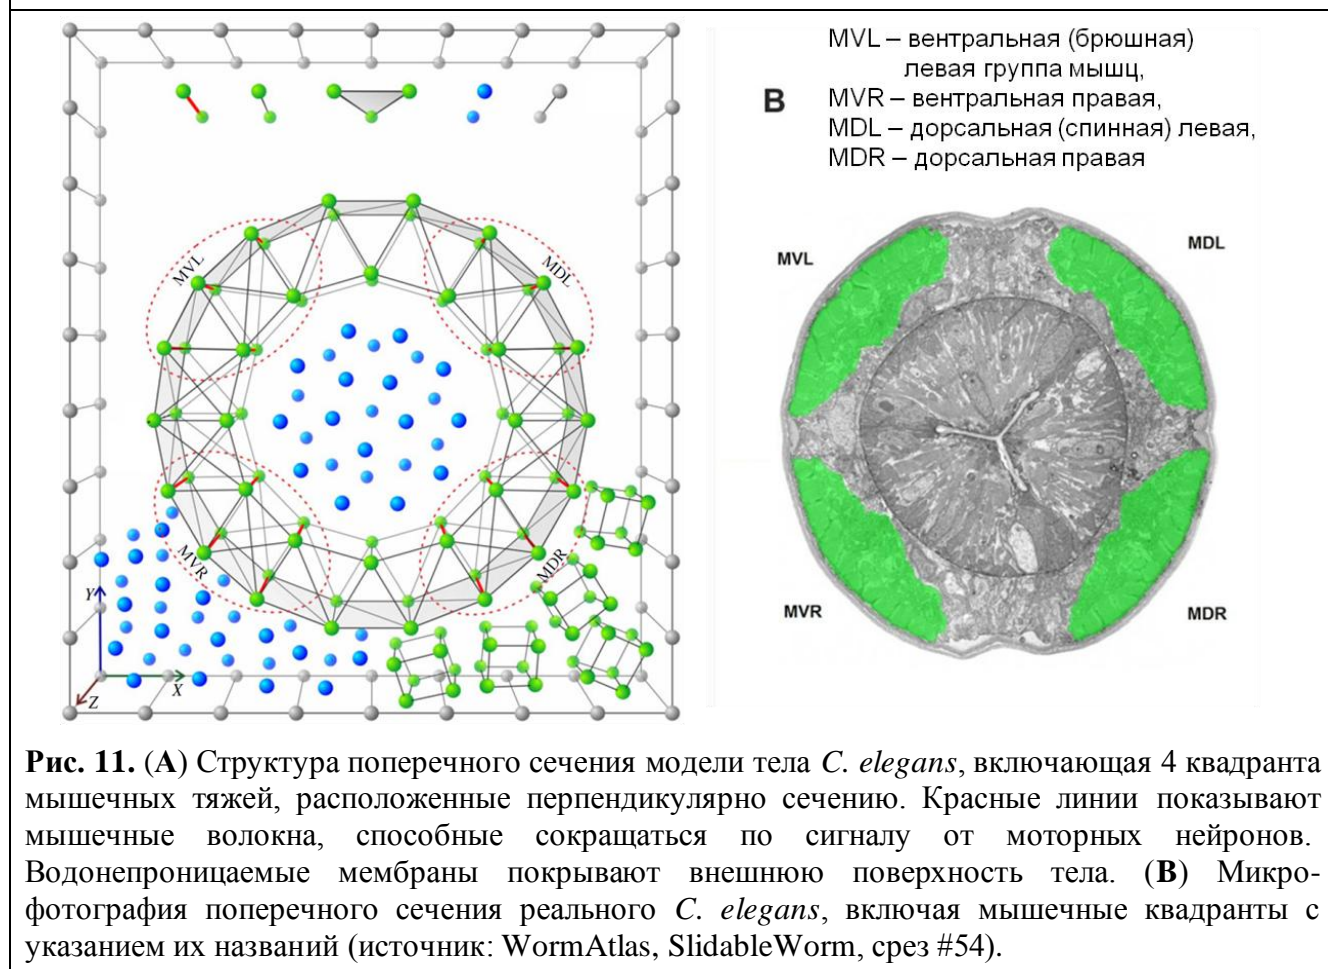 MVL – вентральная (брюшная)
левая группа мышц,
MVR – вентральная правая,
MDL – дорсальная (спинная) левая,
MDR – дорсальная правая
B
MVL
MDL
MVR
MDR
Y
X
Z
MVL
MDL
MVR
MDR
Рис. 11. (A) Структура поперечного сечения модели тела C. elegans, включающая 4 квадранта
мышечных тяжей, расположенные перпендикулярно сечению. Красные линии показывают
мышечные волокна, способные сокращаться по сигналу от моторных нейронов.
Водонепроницаемые мембраны покрывают внешнюю поверхность тела. (B) Микро-
фотография поперечного сечения реального C. elegans, включая мышечные квадранты с
указанием их названий (источник: WormAtlas, SlidableWorm, срез #54).